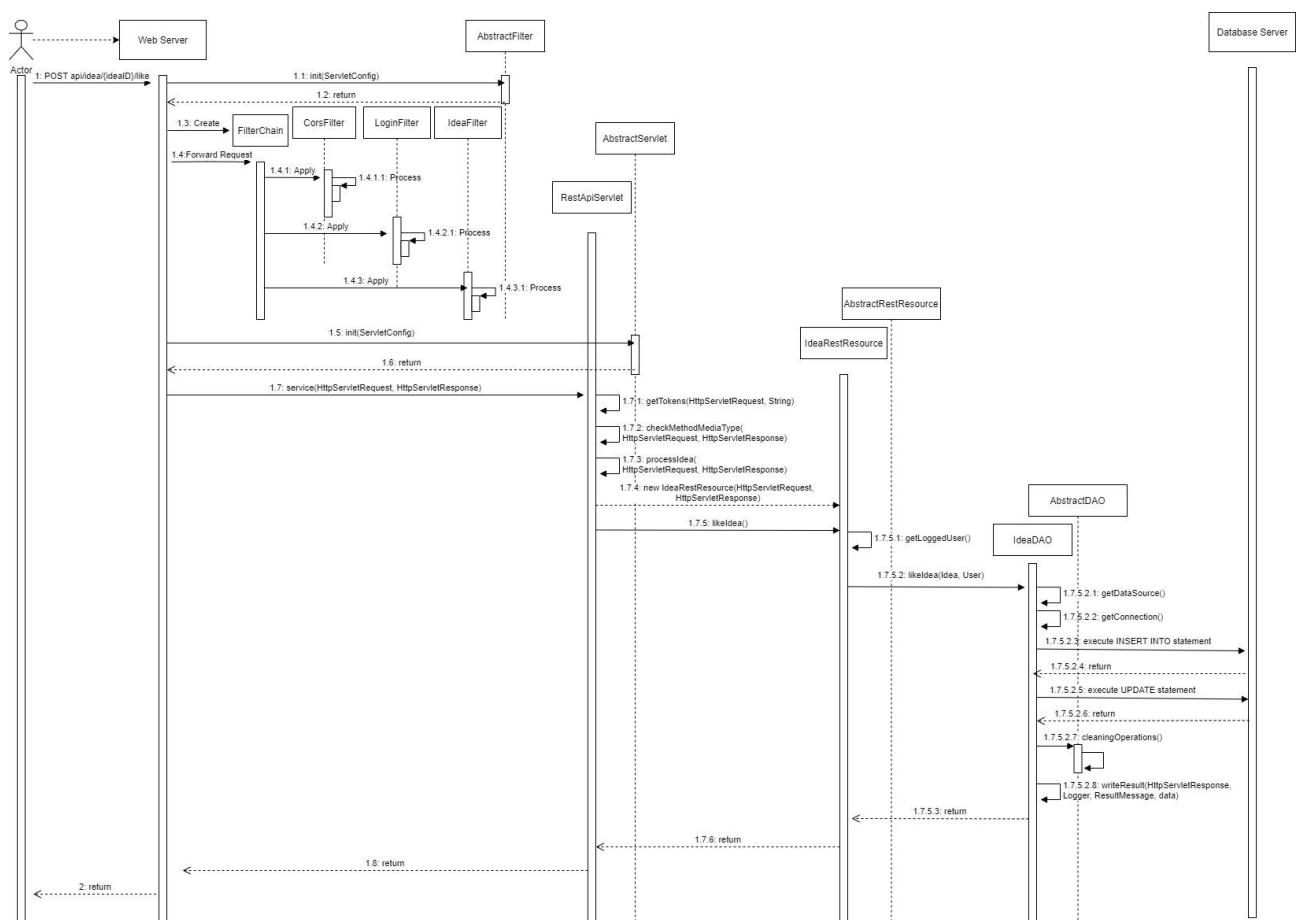 Actor
Web Server
AbstractFilter
Database Server
1: POST api/idea/{ideaID}/like
1.1: init(ServletConfig)
1.2: return
1.3: Create
FilterChain
CorsFilter
LoginFilter
IdeaFilter
AbstractServlet
1.4:Forward Request
1.4.1: Apply
1.4.1.1: Process
RestApiServlet
1.4.2: Apply
1.4.2.1: Process
1.4.3: Apply
1.4.3.1: Process
AbstractRestResource
1.5: init(ServletConfig)
IdeaRestResource
1.6: return
1.7: service(HttpServletRequest, HttpServletResponse)
1.7.1: getTokens(HttpServletRequest, String)
1.7.2: checkMethodMediaType(
HttpServletRequest, HttpServletResponse)
1.7.3: processIdea(
HttpServletRequest, HttpServletResponse)
1.7.4: new IdeaRestResource(HttpServletRequest,
HttpServletResponse)
AbstractDAO
1.7.5: likeIdea()
1.7.5.1: getLoggedUser()
IdeaDAO
1.7.5.2: likeIdea(Idea, User)
1.7.5.2.1: getDataSource()
1.7.5.2.2: getConnection()
1.7.5.2.3: execute INSERT INTO statement
1.7.5.2.4: return
1.7.5.2.5: execute UPDATE statement
1.7.5.2.6: return
1.7.5.2.7: cleaningOperations()
1.7.5.2.8: writeResult(HttpServletResponse,
Logger, ResultMessage, data)
1.7.5.3: return
1.7.6: return
1.8: return
2: return